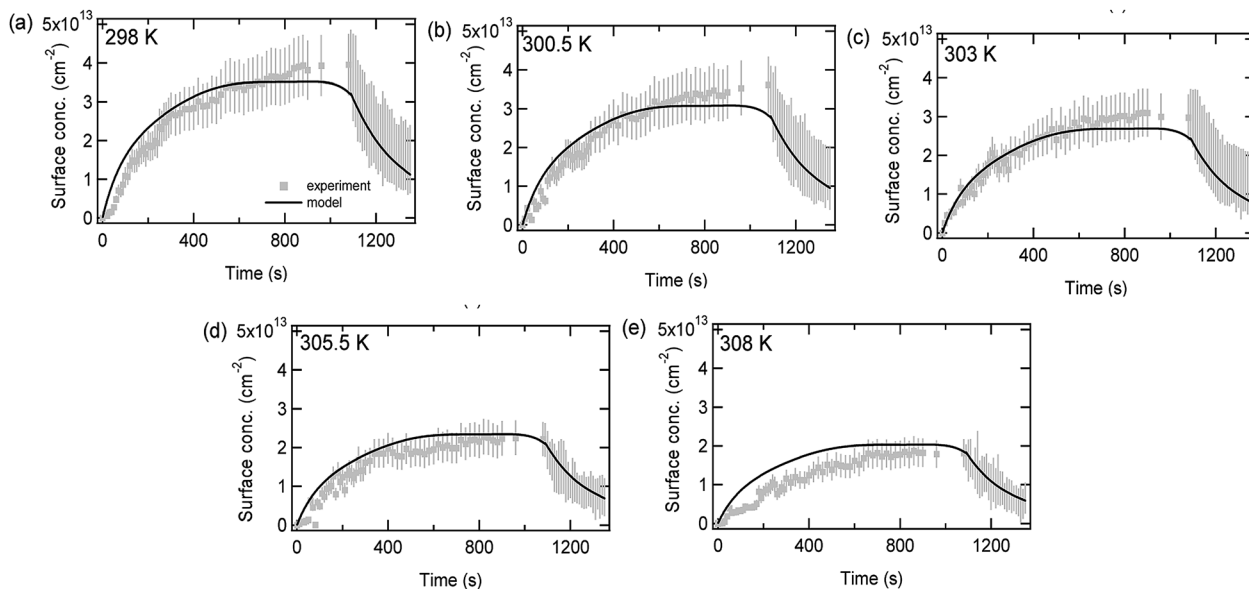 (a)
5x10^13
298 K
4
3
2
1
0
Surface conc. (cm^-2)
experiment
model
0 400 800 1200
Time (s)
(b)
5x10^13
300.5 K
4
3
2
1
0
Surface conc. (cm^-2)
0 400 800 1200
Time (s)
(c)
5x10^13
303 K
4
3
2
1
0
Surface conc. (cm^-2)
0 400 800 1200
Time (s)
(d)
5x10^13
305.5 K
4
3
2
1
0
Surface conc. (cm^-2)
0 400 800 1200
Time (s)
(e)
5x10^13
308 K
4
3
2
1
0
Surface conc. (cm^-2)
0 400 800 1200
Time (s)